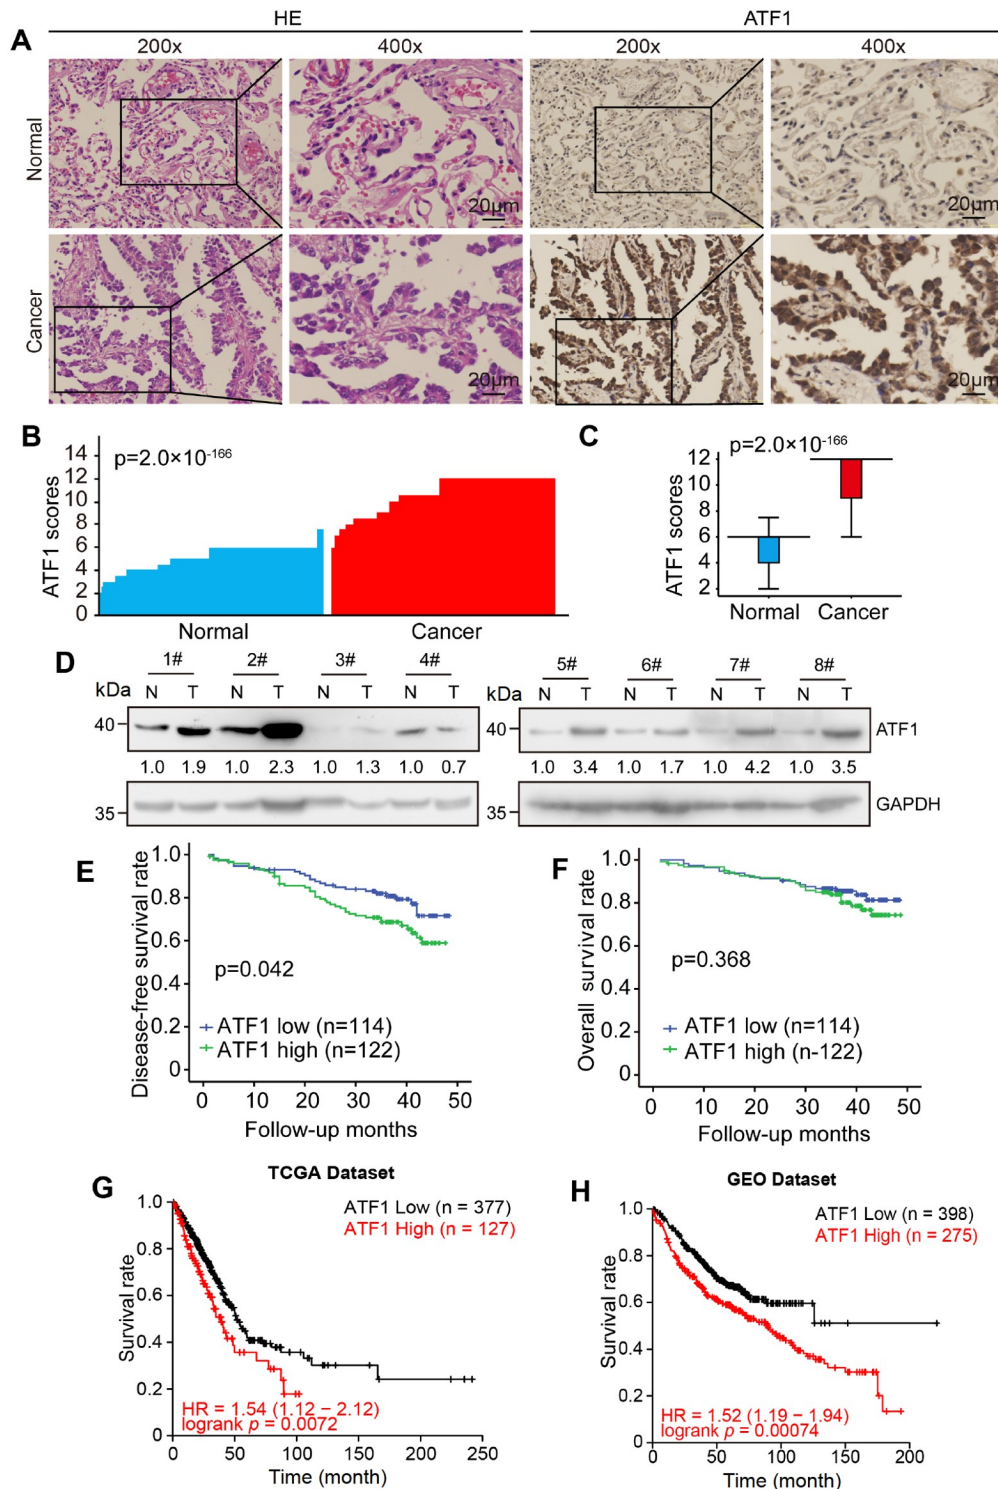 HE ATF1
A 200x 400x 200x 400x
Normal
20μm 20μm
Cancer
20μm 20μm
B
p=2.0×10-166
ATF1 scores
14
12
10
8
6
4
2
0
Normal Cancer
C
p=2.0×10-166
ATF1 scores
12
10
8
6
4
2
Normal Cancer
D
1# 2# 3# 4#
kDa N T N T N T N T
40
1.0 1.9 1.0 2.3 1.0 1.3 1.0 0.7
35
5# 6# 7# 8#
kDa N T N T N T N T
40 ATF1
1.0 3.4 1.0 1.7 1.0 4.2 1.0 3.5
35 GAPDH
E
Disease-free survival rate
1.0
0.8
0.6
0.4
0.2
0
p=0.042
ATF1 low (n=114)
ATF1 high (n=122)
0 10 20 30 40 50
Follow-up months
F
Overall survival rate
1.0
0.8
0.6
0.4
0.2
0
p=0.368
ATF1 low (n=114)
ATF1 high (n-122)
0 10 20 30 40 50
Follow-up months
G
TCGA Dataset
ATF1 Low (n = 377)
ATF1 High (n = 127)
Survival rate
1.0
0.8
0.6
0.4
0.2
0
HR = 1.54 (1.12 − 2.12)
logrank p = 0.0072
0 50 100 150 200 250
Time (month)
H
GEO Dataset
ATF1 Low (n = 398)
ATF1 High (n = 275)
Survival rate
1.0
0.8
0.6
0.4
0.2
0
HR = 1.52 (1.19 − 1.94)
logrank p = 0.00074
0 50 100 150 200
Time (month)